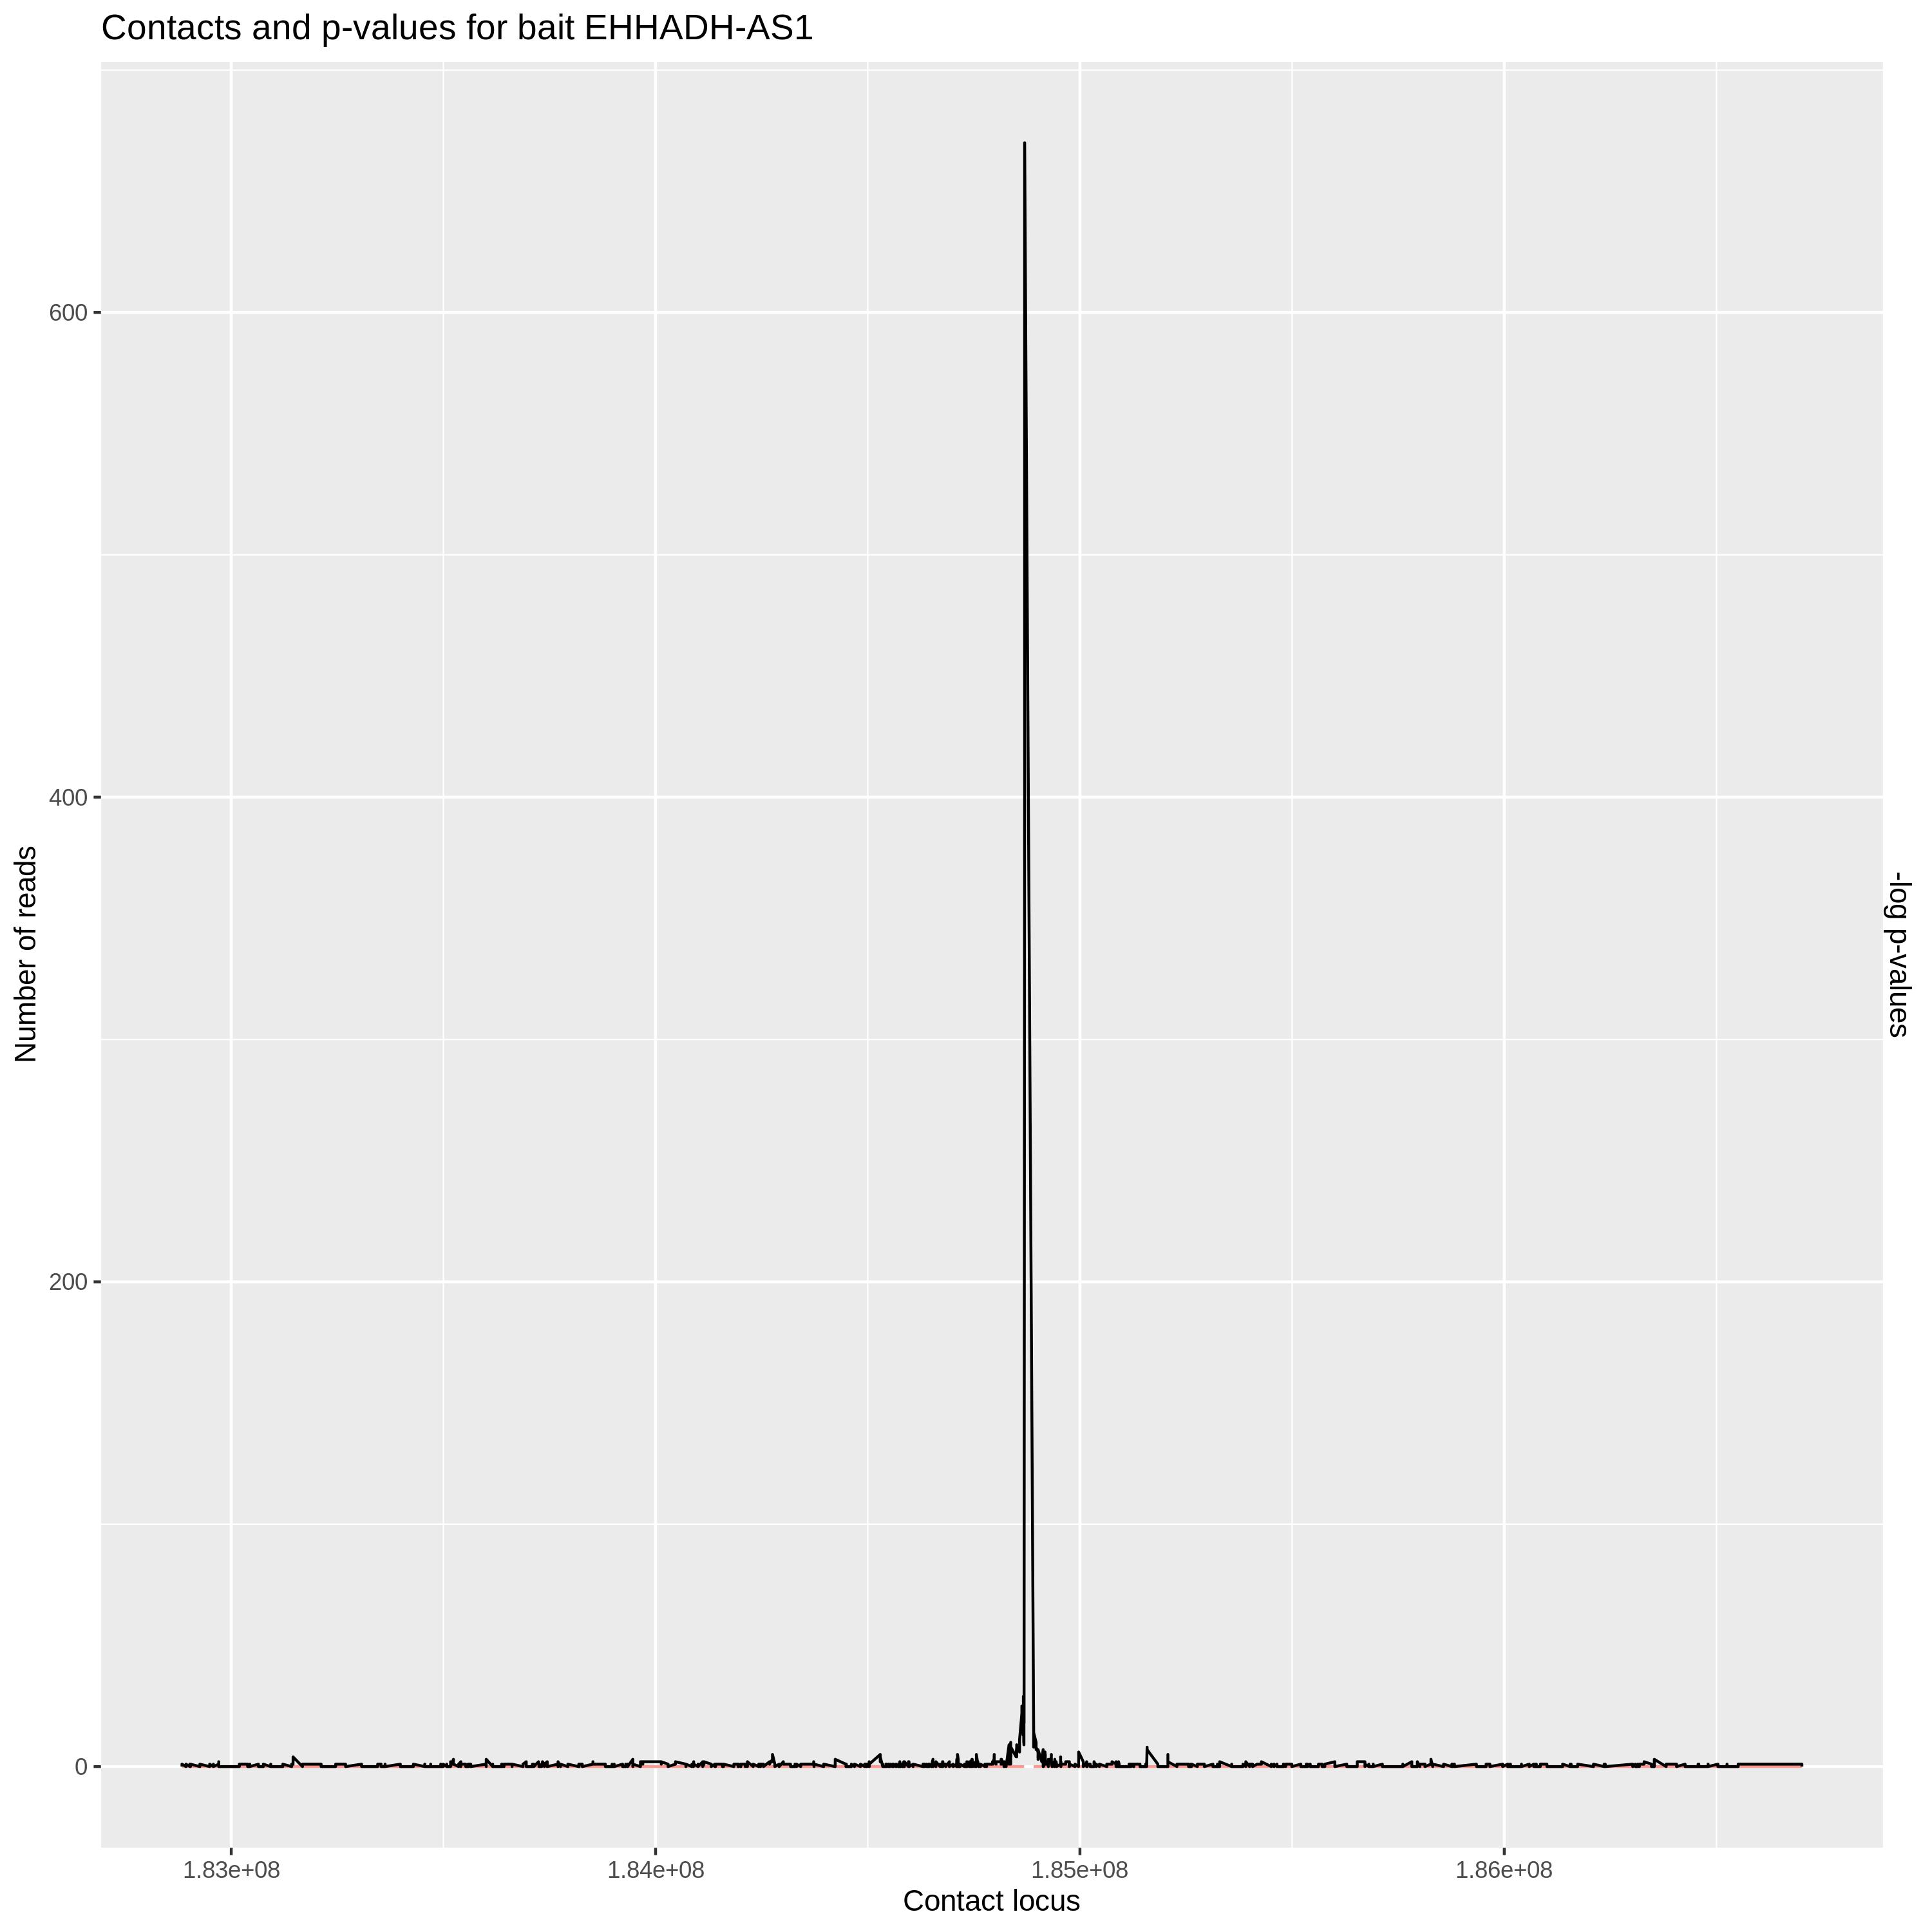 Contacts and p-values for bait EHHADH-AS1
Number of reads
600
400
200
0
-log p-values
1.83e+08
1.84e+08
1.85e+08
1.86e+08
Contact locus